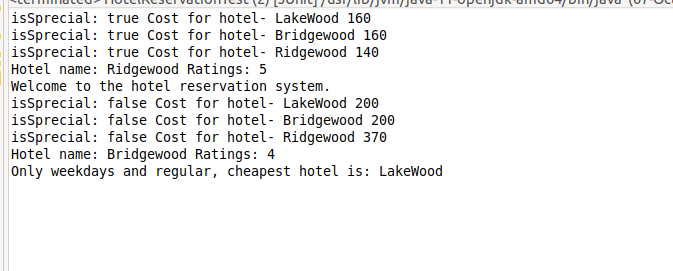 <terminated> HotelReservationTest (2) [JUnit] /usr/lib/jvm/java-11-openjdk-amd64/bin/java (07-Oc
isSprecial: true Cost for hotel- LakeWood 160
isSprecial: true Cost for hotel- Bridgewood 160
isSprecial: true Cost for hotel- Ridgewood 140
Hotel name: Ridgewood Ratings: 5
Welcome to the hotel reservation system.
isSprecial: false Cost for hotel- LakeWood 200
isSprecial: false Cost for hotel- Bridgewood 200
isSprecial: false Cost for hotel- Ridgewood 370
Hotel name: Bridgewood Ratings: 4
Only weekdays and regular, cheapest hotel is: LakeWood